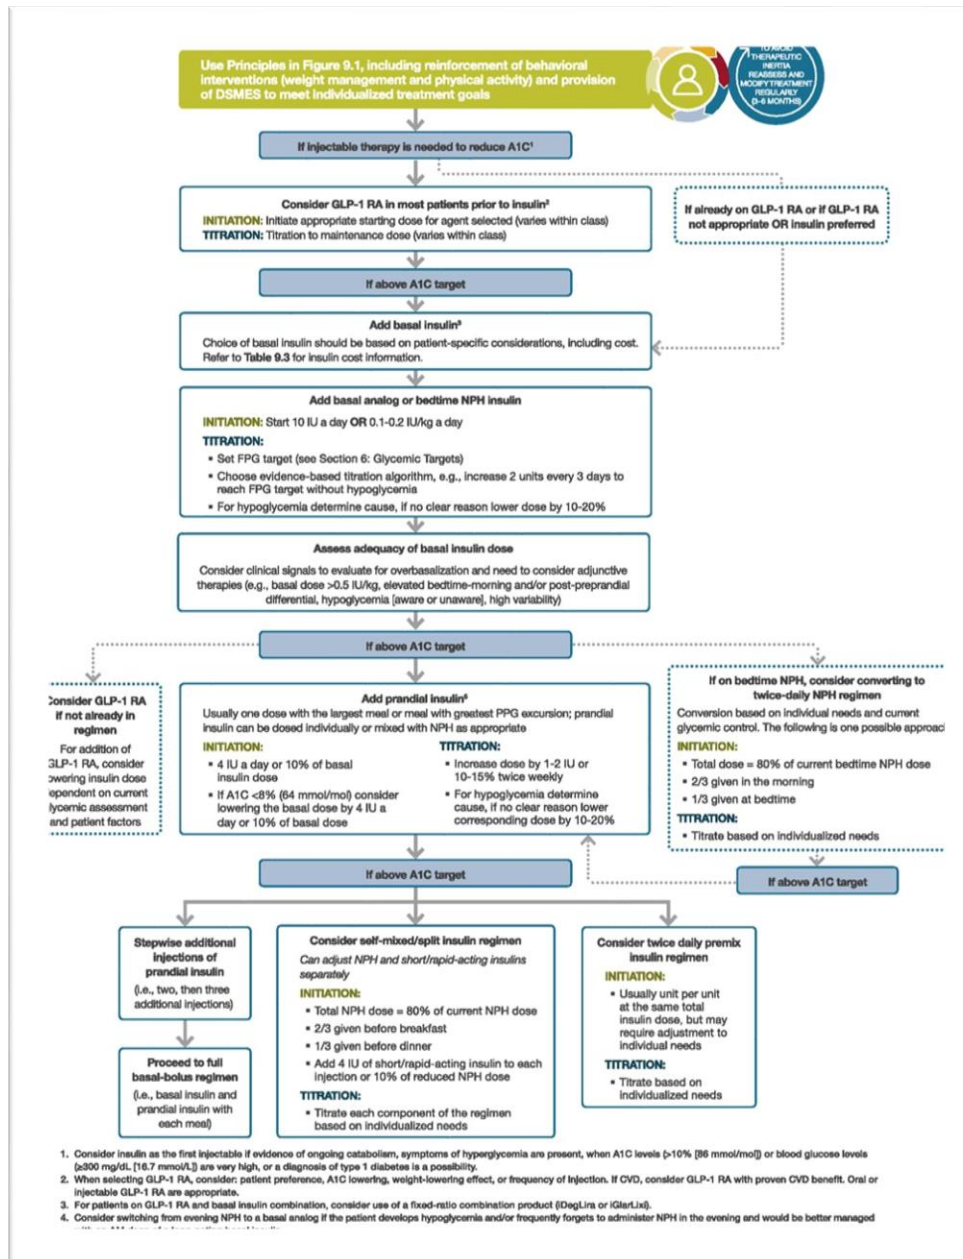 Use Principles in Figure 9.1, including reinforcement of behavioral
interventions (weight management and physical activity) and provision
of DSMES to meet individualized treatment goals
TO AVOID
THERAPEUTIC
INERTIA
REASSESS AND
MODIFY TREATMENT
REGULARLY
(3-6 MONTHS)
If injectable therapy is needed to reduce A1C¹
Consider GLP-1 RA in most patients prior to insulin²
INITIATION: Initiate appropriate starting dose for agent selected (varies within class)
TITRATION: Titration to maintenance dose (varies within class)
If already on GLP-1 RA or if GLP-1 RA
not appropriate OR insulin preferred
If above A1C target
Add basal insulin³
Choice of basal insulin should be based on patient-specific considerations, including cost.
Refer to Table 9.3 for insulin cost information.
Add basal analog or bedtime NPH insulin
INITIATION: Start 10 IU a day OR 0.1-0.2 IU/kg a day
TITRATION:
▪ Set FPG target (see Section 6: Glycemic Targets)
▪ Choose evidence-based titration algorithm, e.g., increase 2 units every 3 days to
reach FPG target without hypoglycemia
▪ For hypoglycemia determine cause, if no clear reason lower dose by 10-20%
Assess adequacy of basal insulin dose
Consider clinical signals to evaluate for overbasalization and need to consider adjunctive
therapies (e.g., basal dose >0.5 IU/kg, elevated bedtime-morning and/or post-preprandial
differential, hypoglycemia [aware or unaware], high variability)
If above A1C target
Consider GLP-1 RA
if not already in
regimen
For addition of
GLP-1 RA, consider
lowering insulin dose
dependent on current
glycemic assessment
and patient factors
Add prandial insulin⁵
Usually one dose with the largest meal or meal with greatest PPG excursion; prandial
insulin can be dosed individually or mixed with NPH as appropriate
INITIATION:
▪ 4 IU a day or 10% of basal
insulin dose
▪ If A1C <8% (64 mmol/mol) consider
lowering the basal dose by 4 IU a
day or 10% of basal dose
TITRATION:
▪ Increase dose by 1-2 IU or
10-15% twice weekly
▪ For hypoglycemia determine
cause, if no clear reason lower
corresponding dose by 10-20%
If on bedtime NPH, consider converting to
twice-daily NPH regimen
Conversion based on individual needs and current
glycemic control. The following is one possible approac
INITIATION:
▪ Total dose = 80% of current bedtime NPH dose
▪ 2/3 given in the morning
▪ 1/3 given at bedtime
TITRATION:
▪ Titrate based on individualized needs
If above A1C target
If above A1C target
Stepwise additional
injections of
prandial insulin
(i.e., two, then three
additional injections)
Proceed to full
basal-bolus regimen
(i.e., basal insulin and
prandial insulin with
each meal)
Consider self-mixed/split insulin regimen
Can adjust NPH and short/rapid-acting insulins
separately
INITIATION:
▪ Total NPH dose = 80% of current NPH dose
▪ 2/3 given before breakfast
▪ 1/3 given before dinner
▪ Add 4 IU of short/rapid-acting insulin to each
injection or 10% of reduced NPH dose
TITRATION:
▪ Titrate each component of the regimen
based on individualized needs
Consider twice daily premix
insulin regimen
INITIATION:
▪ Usually unit per unit
at the same total
insulin dose, but may
require adjustment to
individual needs
TITRATION:
▪ Titrate based on
individualized needs
1. Consider insulin as the first injectable if evidence of ongoing catabolism, symptoms of hyperglycemia are present, when A1C levels (>10% [86 mmol/mol]) or blood glucose levels
(≥300 mg/dL [16.7 mmol/L]) are very high, or a diagnosis of type 1 diabetes is a possibility.
2. When selecting GLP-1 RA, consider: patient preference, A1C lowering, weight-lowering effect, or frequency of injection. If CVD, consider GLP-1 RA with proven CVD benefit. Oral or
injectable GLP-1 RA are appropriate.
3. For patients on GLP-1 RA and basal insulin combination, consider use of a fixed-ratio combination product (iDegLira or iGlarLixi).
4. Consider switching from evening NPH to a basal analog if the patient develops hypoglycemia and/or frequently forgets to administer NPH in the evening and would be better managed